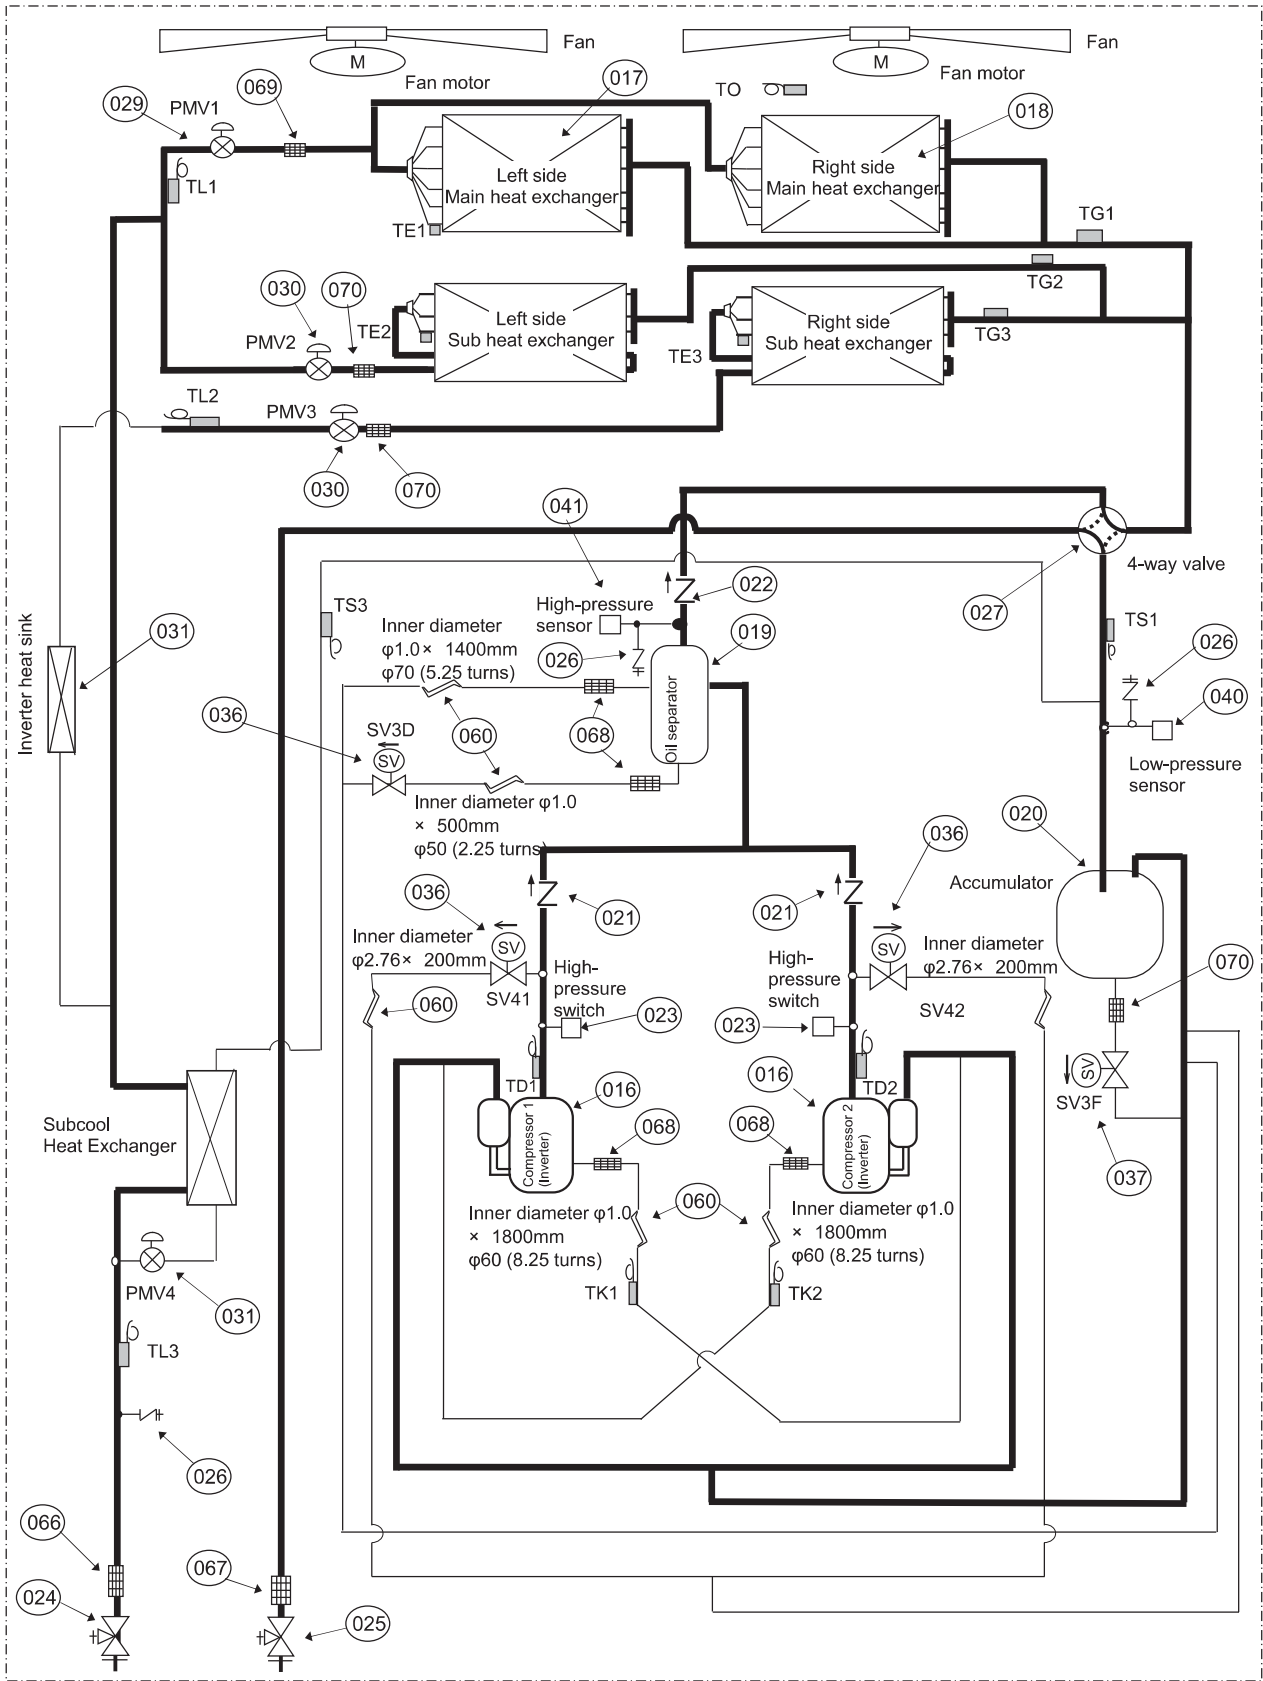 Fan
Fan
M
M
Fan motor
Fan motor
017
069
029
PMV1
TO
018
Left side
Main heat exchanger
Right side
Main heat exchanger
TL1
TE1
TG1
TG2
030
070
TE2
Left side
Sub heat exchanger
Right side
Sub heat exchanger
TG3
PMV2
TE3
TL2
PMV3
030
070
041
4-way valve
027
022
High-pressure
sensor
019
026
TS3
TS1
026
Inner diameter
φ1.0× 1400mm
φ70 (5.25 turns)
Inverter heat sink
031
036
SV3D
SV
060
068
Oil separator
040
Low-pressure
sensor
Inner diameter φ1.0
× 500mm
φ50 (2.25 turns)
020
036
Accumulator
036
021
021
SV
SV
Inner diameter
φ2.76× 200mm
High-
pressure
switch
High-
pressure
switch
Inner diameter
φ2.76× 200mm
070
SV41
SV42
060
023
023
SV
TD1
016
016
TD2
SV3F
Subcool
Heat Exchanger
Compressor 1
(Inverter)
068
068
Compressor 2
(Inverter)
037
Inner diameter φ1.0
× 1800mm
φ60 (8.25 turns)
060
Inner diameter φ1.0
× 1800mm
φ60 (8.25 turns)
PMV4
031
TK1
TK2
TL3
026
066
067
024
025